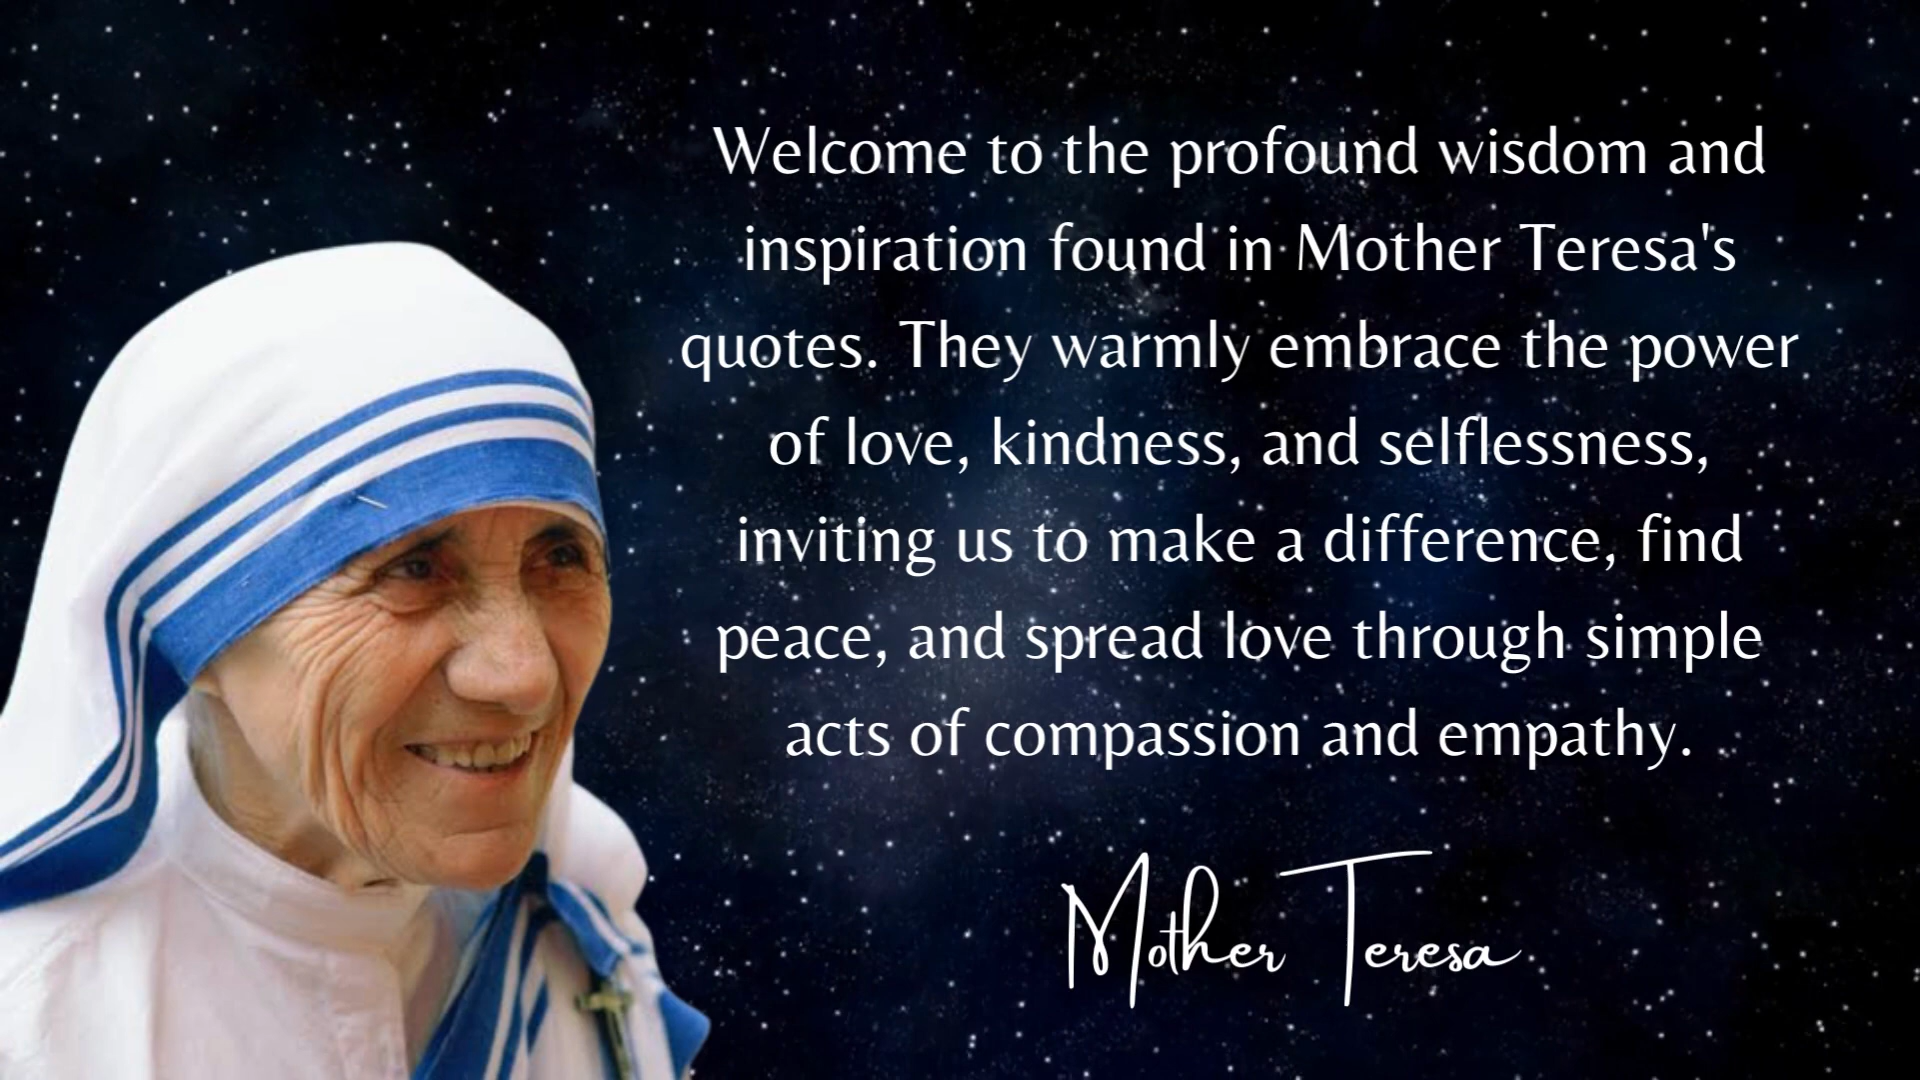 Welcome to the profound wisdom and
inspiration found in Mother Teresa's
quotes. They warmly embrace the power
of love, kindness, and selflessness,
inviting us to make a difference, find
peace, and spread love through simple
acts of compassion and empathy.
Mother Teresa